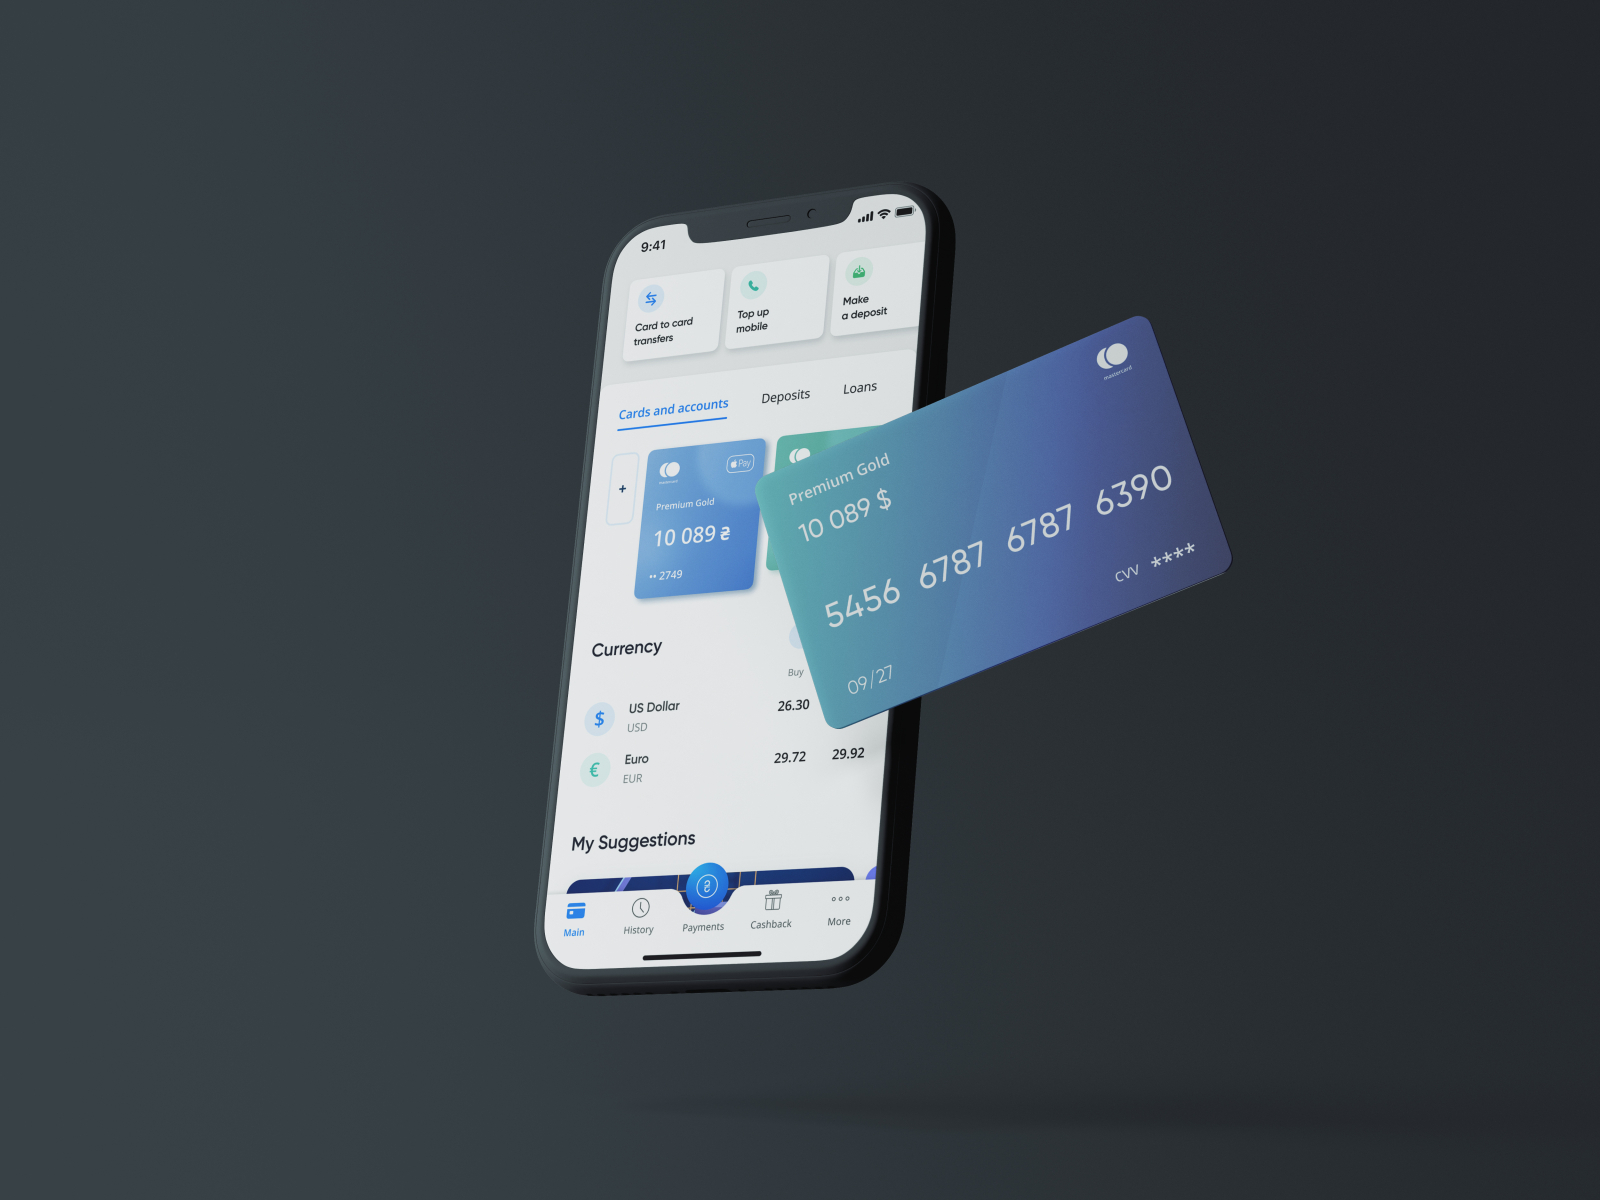 9:41
Card to card
transfers
Top up
mobile
Make
a deposit
Cards and accounts
Deposits
Loans
+
mastercard
Pay
Premium Gold
10 089 ₴
•• 2749
mastercard
Premium Gold
10 089 $
5456 6787 6787 6390
CVV ****
09/27
Currency
Buy
$
US Dollar
26.30
USD
€
Euro
29.72
29.92
EUR
My Suggestions
₴
Main
History
Payments
Cashback
More